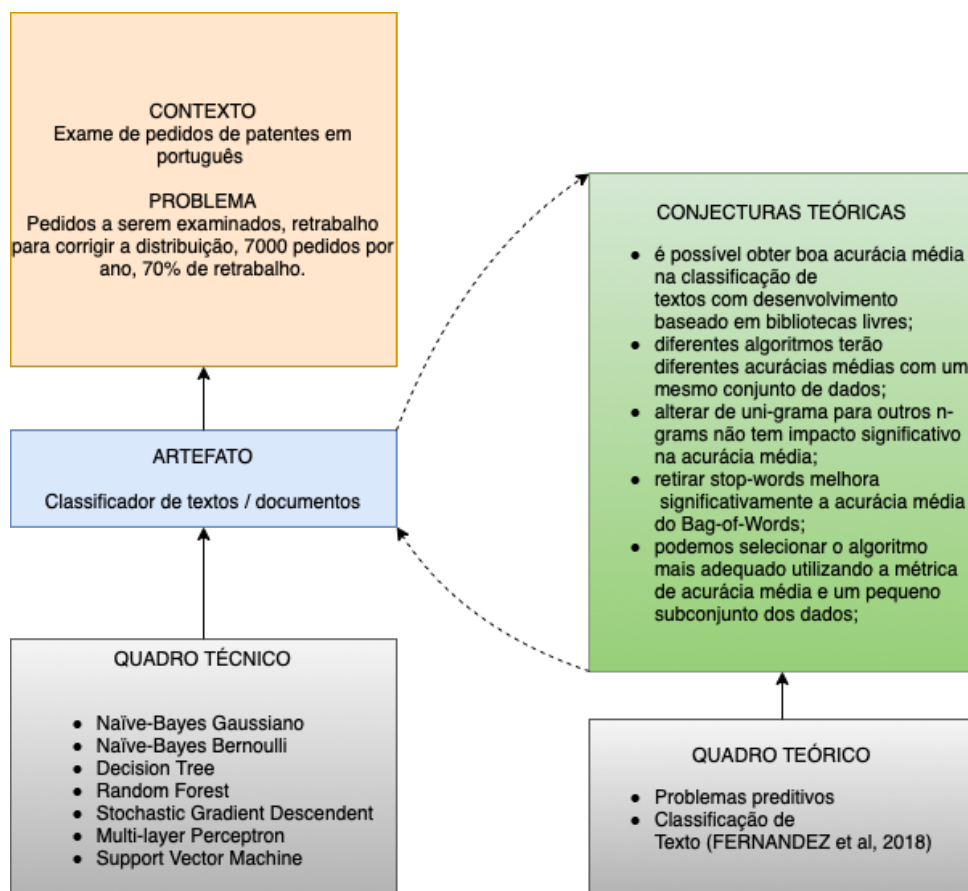 CONTEXTO
Exame de pedidos de patentes em
português
PROBLEMA
Pedidos a serem examinados, retrabalho
para corrigir a distribuição, 7000 pedidos por
ano, 70% de retrabalho.
ARTEFATO
Classificador de textos / documentos
QUADRO TÉCNICO
● Naïve-Bayes Gaussiano
● Naïve-Bayes Bernoulli
● Decision Tree
● Random Forest
● Stochastic Gradient Descendent
● Multi-layer Perceptron
● Support Vector Machine
CONJECTURAS TEÓRICAS
● é possível obter boa acurácia média
na classificação de
textos com desenvolvimento
baseado em bibliotecas livres;
● diferentes algoritmos terão
diferentes acurácias médias com um
mesmo conjunto de dados;
● alterar de uni-grama para outros n-
grams não tem impacto significativo
na acurácia média;
● retirar stop-words melhora
significativamente a acurácia média
do Bag-of-Words;
● podemos selecionar o algoritmo
mais adequado utilizando a métrica
de acurácia média e um pequeno
subconjunto dos dados;
QUADRO TEÓRICO
● Problemas preditivos
● Classificação de
Texto (FERNANDEZ et al, 2018)